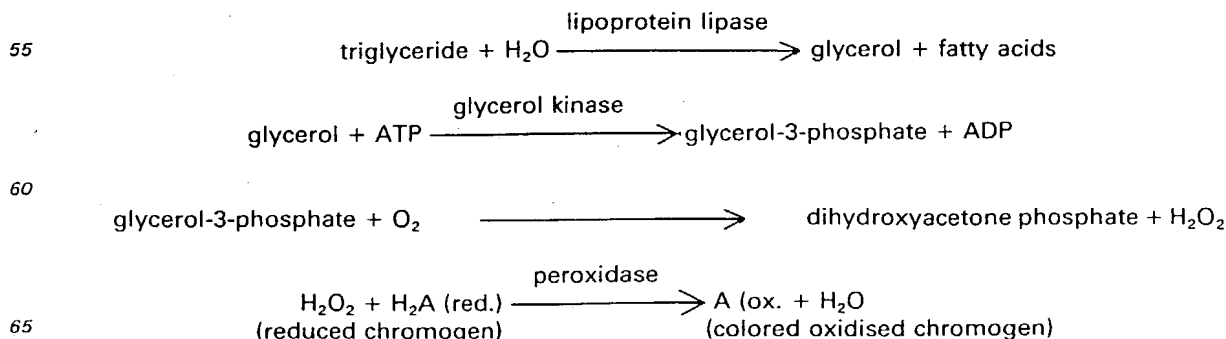 lipoprotein lipase
55 triglyceride + H₂O ⟶ glycerol + fatty acids
glycerol kinase
glycerol + ATP ⟶ glycerol-3-phosphate + ADP
60
glycerol-3-phosphate + O₂ ⟶ dihydroxyacetone phosphate + H₂O₂
peroxidase
H₂O₂ + H₂A (red.) ⟶ A (ox. + H₂O
65 (reduced chromogen) (colored oxidised chromogen)